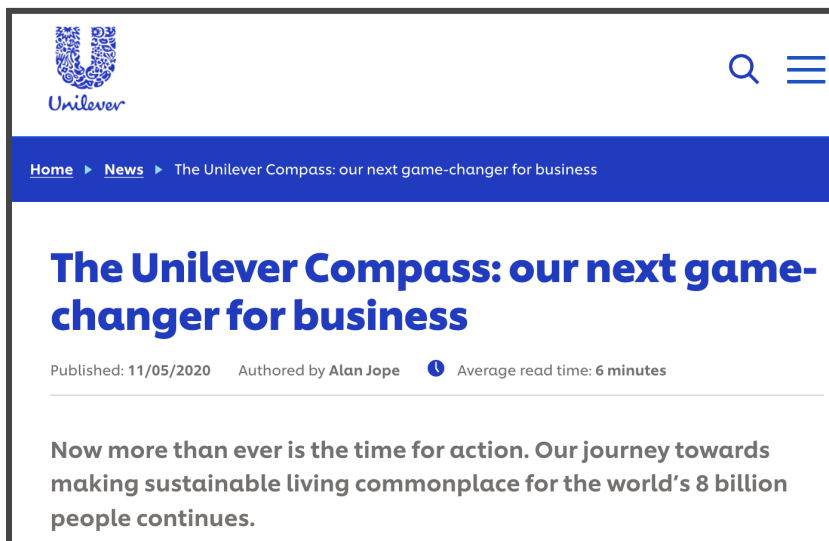 Unilever
Home News The Unilever Compass: our next game-changer for business
The Unilever Compass: our next game-
changer for business
Published: 11/05/2020 Authored by Alan Jope Average read time: 6 minutes
Now more than ever is the time for action. Our journey towards
making sustainable living commonplace for the world's 8 billion
people continues.